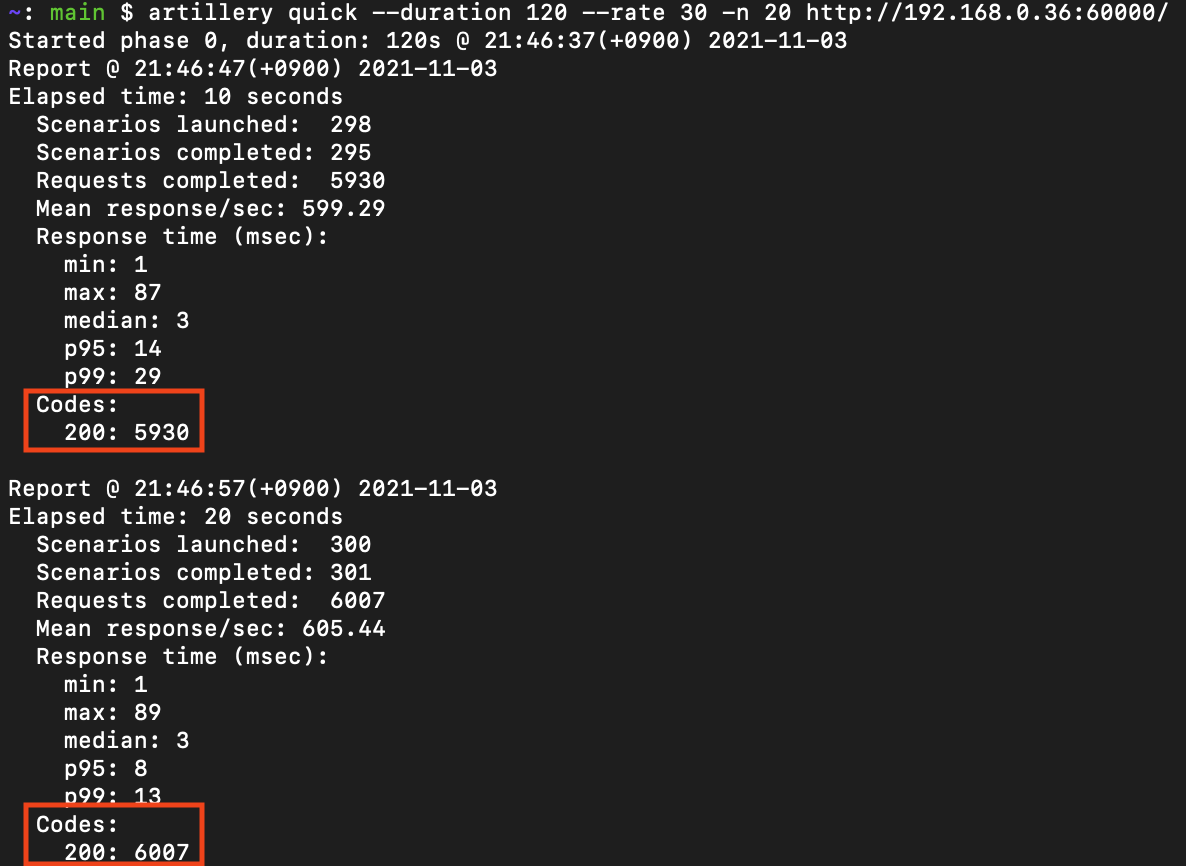 ~: main $ artillery quick --duration 120 --rate 30 -n 20 http://192.168.0.36:60000/
Started phase 0, duration: 120s @ 21:46:37(+0900) 2021-11-03
Report @ 21:46:47(+0900) 2021-11-03
Elapsed time: 10 seconds
  Scenarios launched:  298
  Scenarios completed: 295
  Requests completed:  5930
  Mean response/sec: 599.29
  Response time (msec):
    min: 1
    max: 87
    median: 3
    p95: 14
    p99: 29
  Codes:
    200: 5930

Report @ 21:46:57(+0900) 2021-11-03
Elapsed time: 20 seconds
  Scenarios launched:  300
  Scenarios completed: 301
  Requests completed:  6007
  Mean response/sec: 605.44
  Response time (msec):
    min: 1
    max: 89
    median: 3
    p95: 8
    p99: 13
  Codes:
    200: 6007